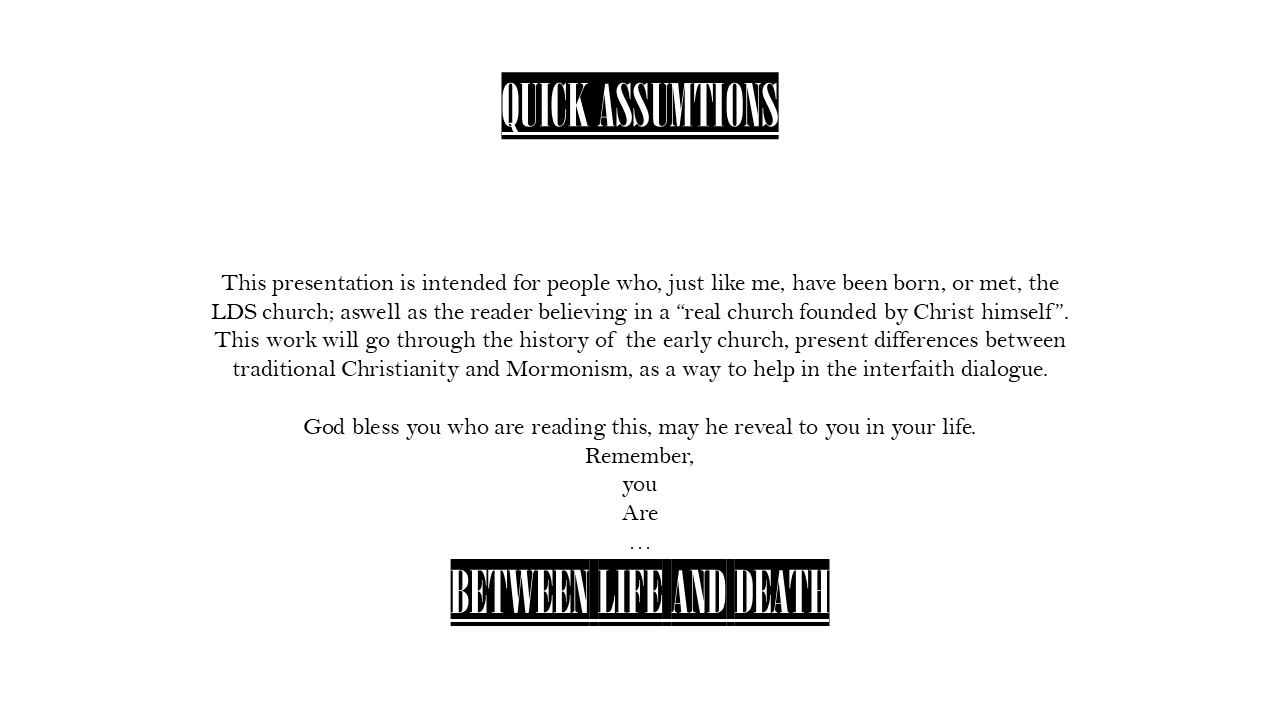 QUICK ASSUMTIONS
This presentation is intended for people who, just like me, have been born, or met, the
LDS church; aswell as the reader believing in a “real church founded by Christ himself”.
This work will go through the history of the early church, present differences between
traditional Christianity and Mormonism, as a way to help in the interfaith dialogue.
God bless you who are reading this, may he reveal to you in your life.
Remember,
you
Are
…
BETWEEN LIFE AND DEATH